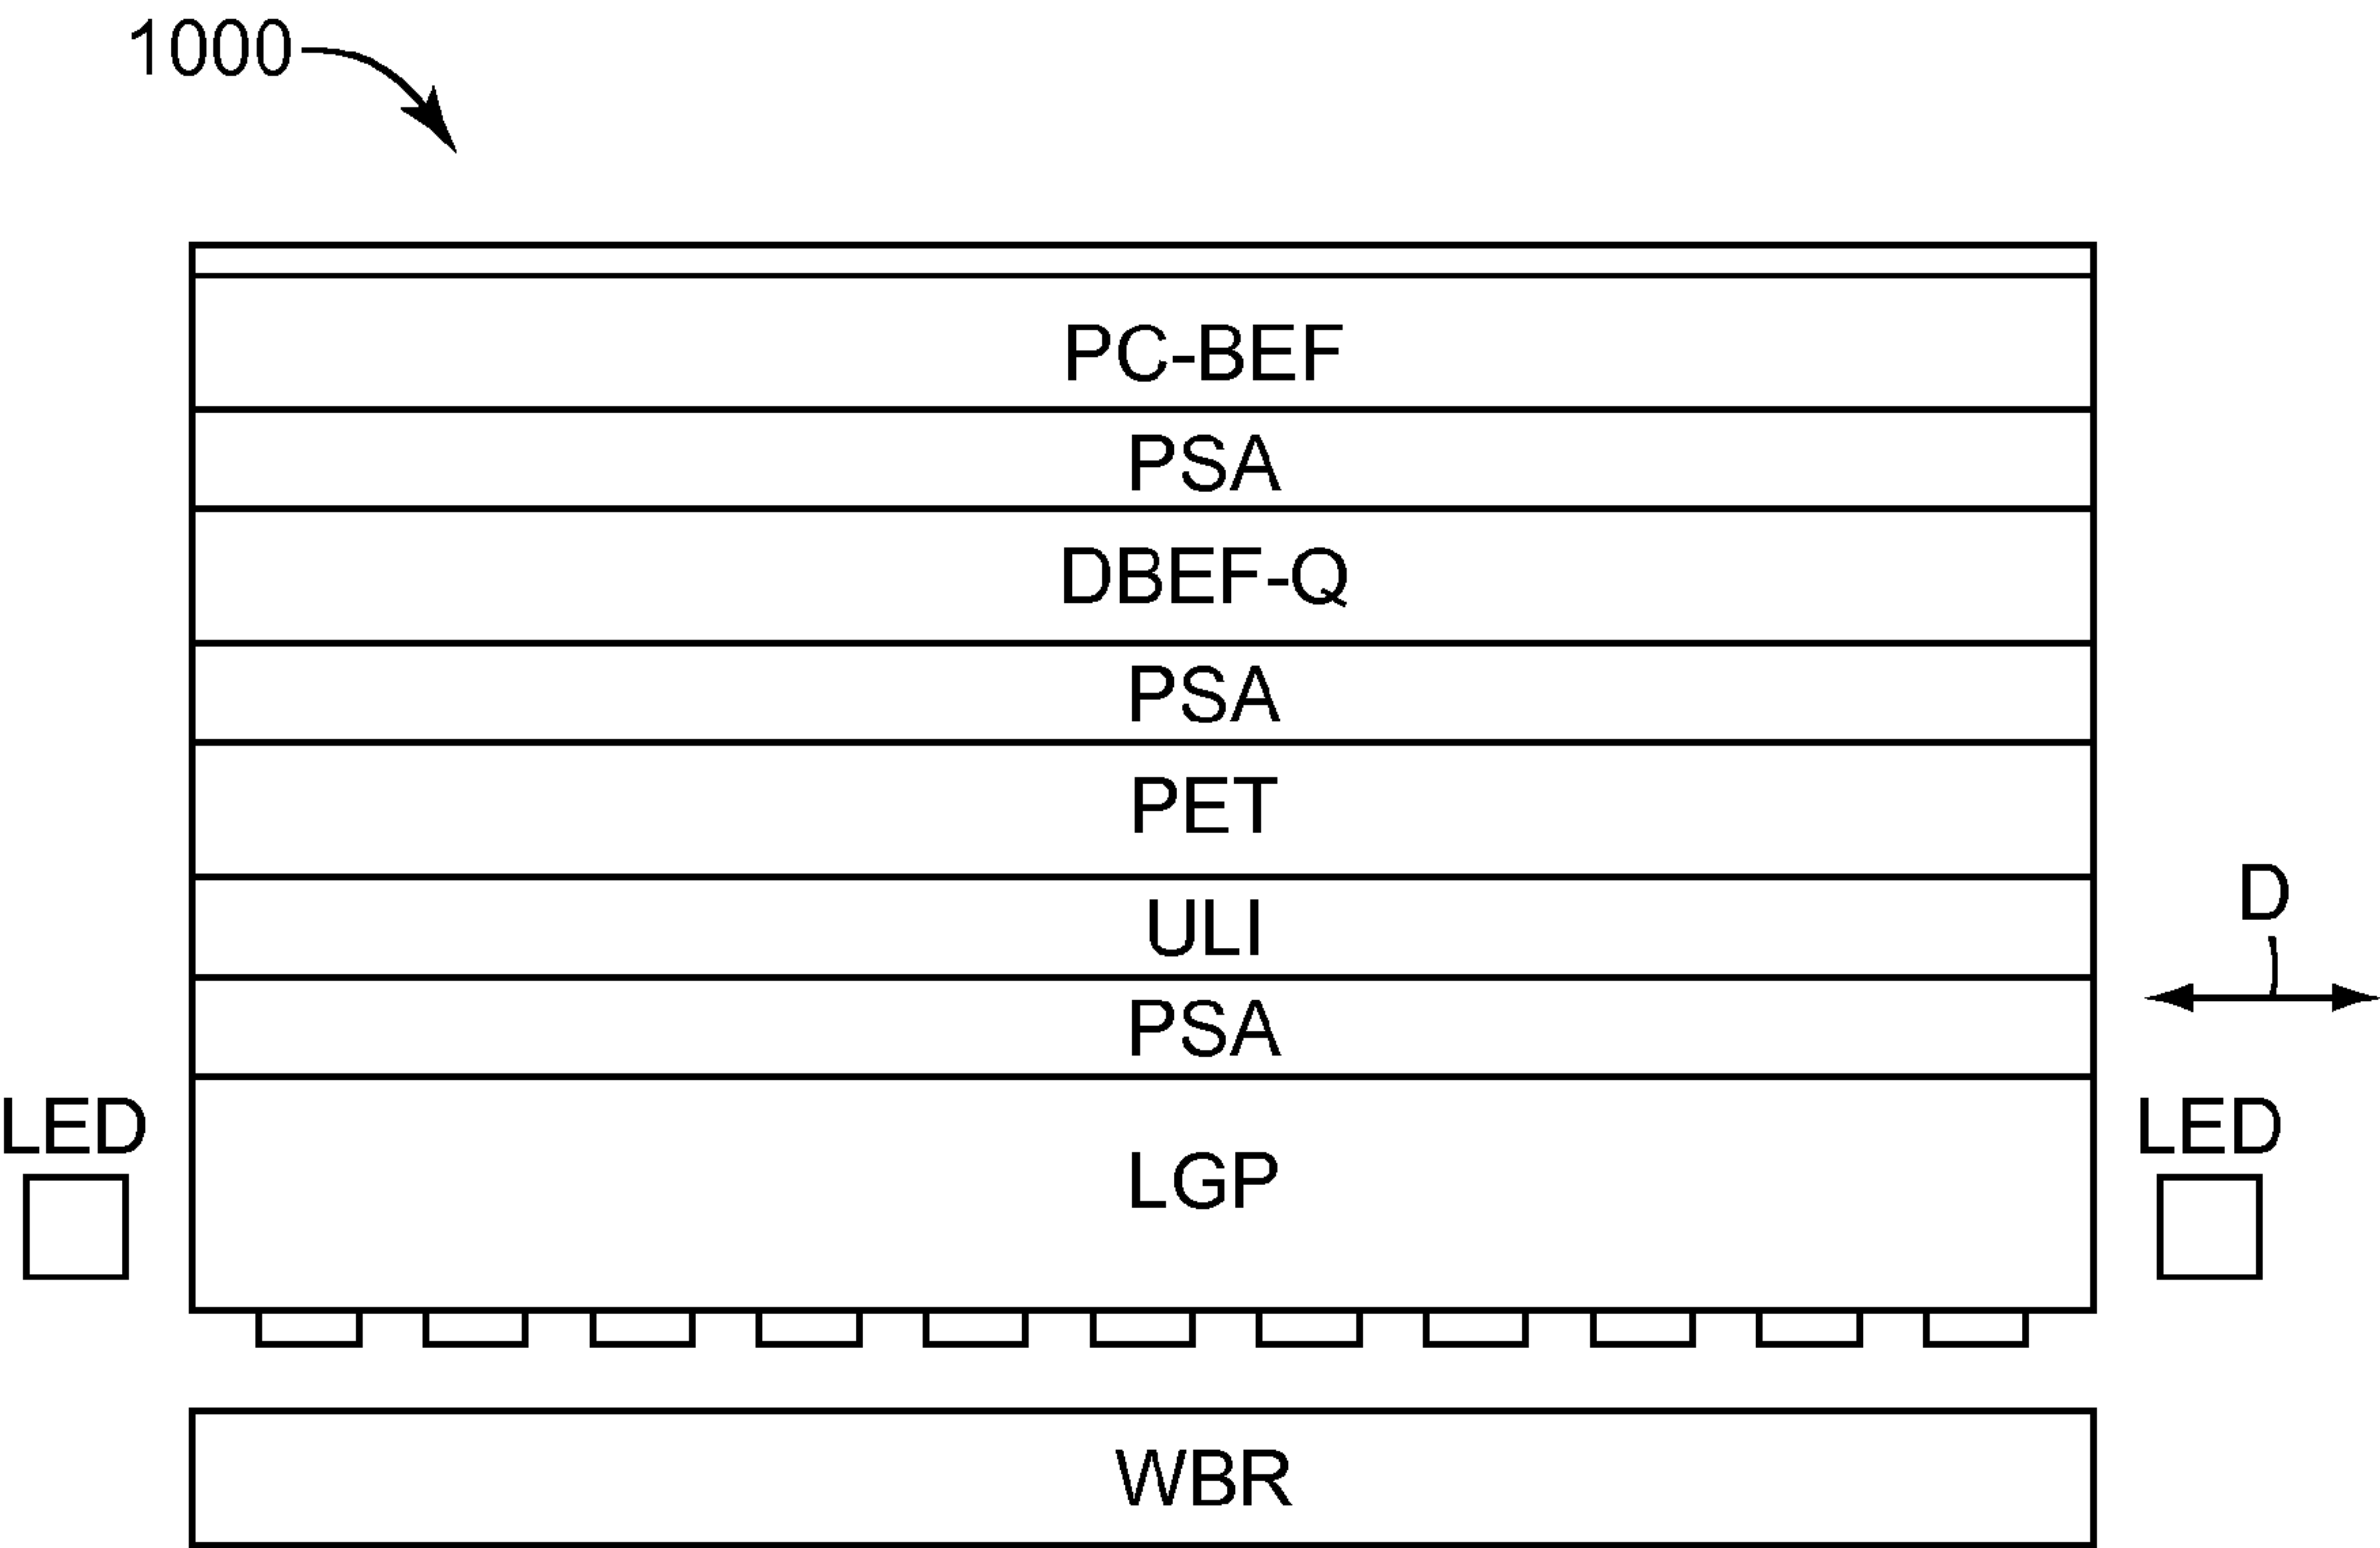 1000
PC-BEF
PSA
DBEF-Q
PSA
PET
ULI
D
PSA
LED
LED
LGP
WBR